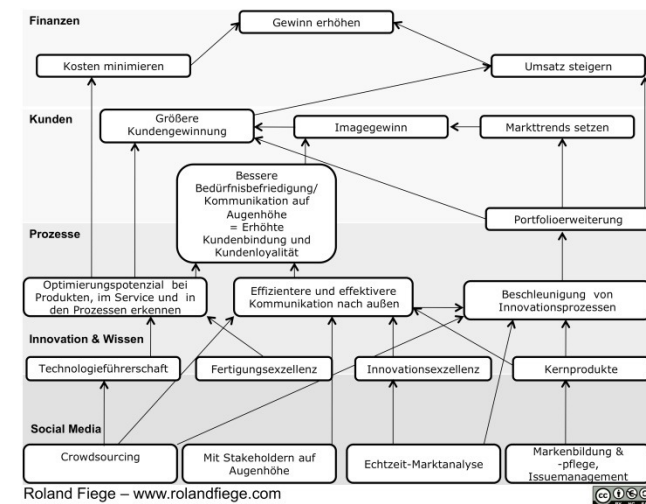 Finanzen
Gewinn erhöhen
Kosten minimieren
Umsatz steigern
Kunden
Größere
Kundengewinnung
Imagegewinn
Markttrends setzen
Bessere
Bedürfnisbefriedigung/
Kommunikation auf
Augenhöhe
= Erhöhte
Kundenbindung und
Kundenloyalität
Portfolioerweiterung
Prozesse
Optimierungspotenzial bei
Produkten, im Service und in
den Prozessen erkennen
Effizientere und effektivere
Kommunikation nach außen
Beschleunigung von
Innovationsprozessen
Innovation & Wissen
Technologieführerschaft
Fertigungsexzellenz
Innovationsexzellenz
Kernprodukte
Social Media
Crowdsourcing
Mit Stakeholdern auf
Augenhöhe
Echtzeit-Marktanalyse
Markenbildung &
-pflege,
Issuemanagement
Roland Fiege – www.rolandfiege.com